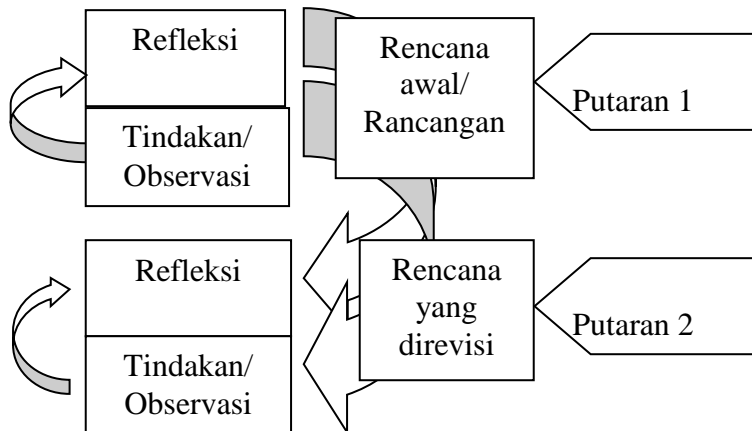 Refleksi
Tindakan/
Observasi
Rencana
awal/
Rancangan
Putaran 1
Refleksi
Tindakan/
Observasi
Rencana
yang
direvisi
Putaran 2